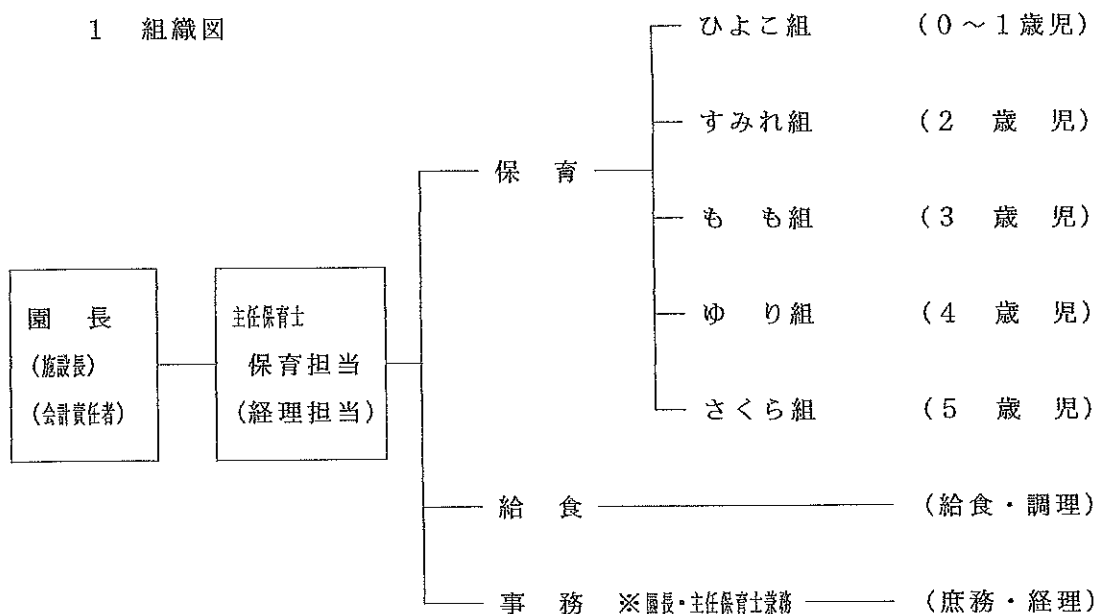 1 組織図
ひよこ組 (0～1歳児)
すみれ組 (2 歳 児)
保 育
も も組 (3 歳 児)
ゆ り組 (4 歳 児)
さくら組 (5 歳 児)
園 長
(施設長)
(会計責任者)
主任保育士
保育担当
(経理担当)
給 食 (給食・調理)
事 務 ※園長・主任保育士兼務 (庶務・経理)